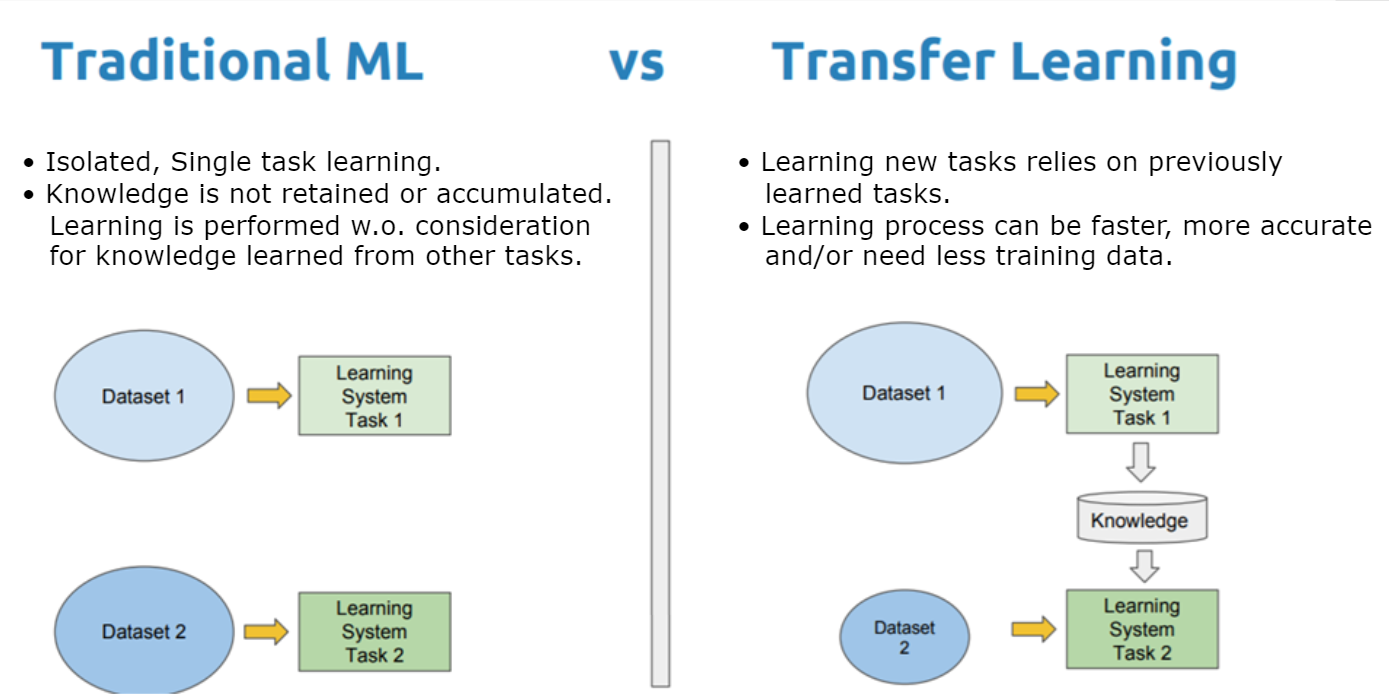 Traditional ML vs Transfer Learning
• Isolated, Single task learning.
• Knowledge is not retained or accumulated.
Learning is performed w.o. consideration
for knowledge learned from other tasks.
• Learning new tasks relies on previously
learned tasks.
• Learning process can be faster, more accurate
and/or need less training data.
Dataset 1
Learning
System
Task 1
Dataset 2
Learning
System
Task 2
Dataset 1
Learning
System
Task 1
Knowledge
Dataset
2
Learning
System
Task 2